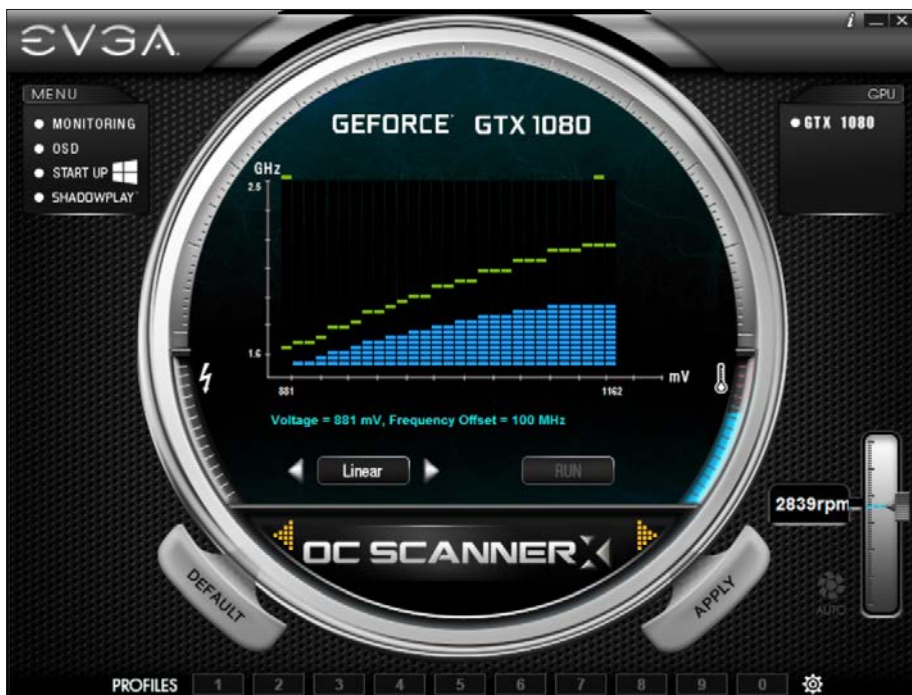 EVGA
i
MENU
MONITORING
OSD
START UP
SHADOWPLAY
GPU
GTX 1080
GEFORCE GTX 1080
GHz
2.5
1.6
881
1162
mV
Voltage = 881 mV, Frequency Offset = 100 MHz
Linear
RUN
2839rpm
OC SCANNER X
DEFAULT
APPLY
AUTO
PROFILES 1 2 3 4 5 6 7 8 9 0